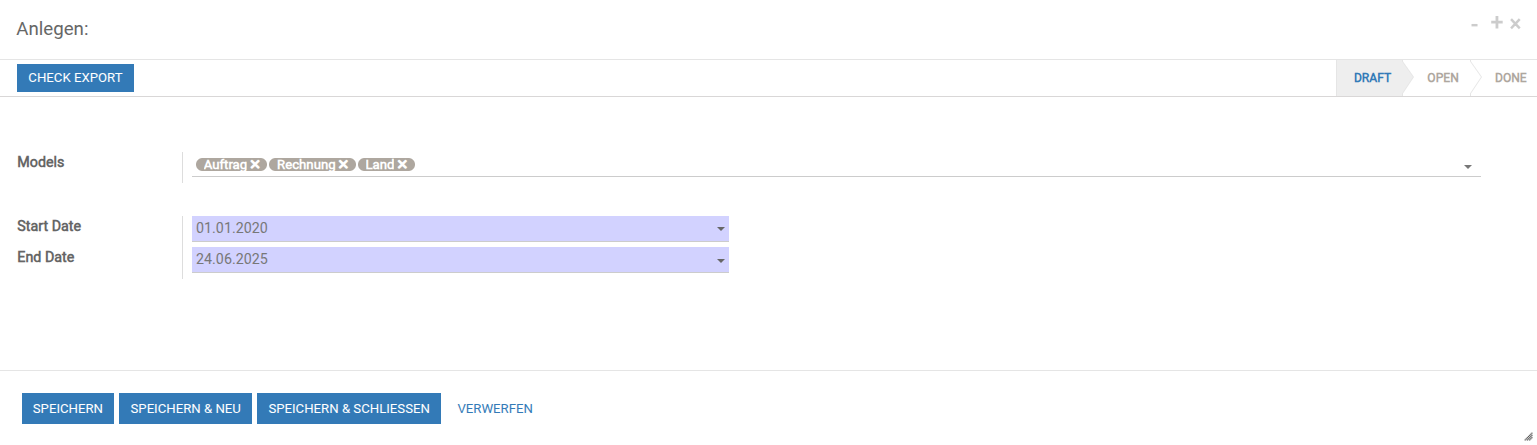 Anlegen:
CHECK EXPORT
DRAFT OPEN DONE
Models Auftrag Rechnung Land
Start Date 01.01.2020
End Date 24.06.2025
SPEICHERN SPEICHERN & NEU SPEICHERN & SCHLIESSEN VERWERFEN